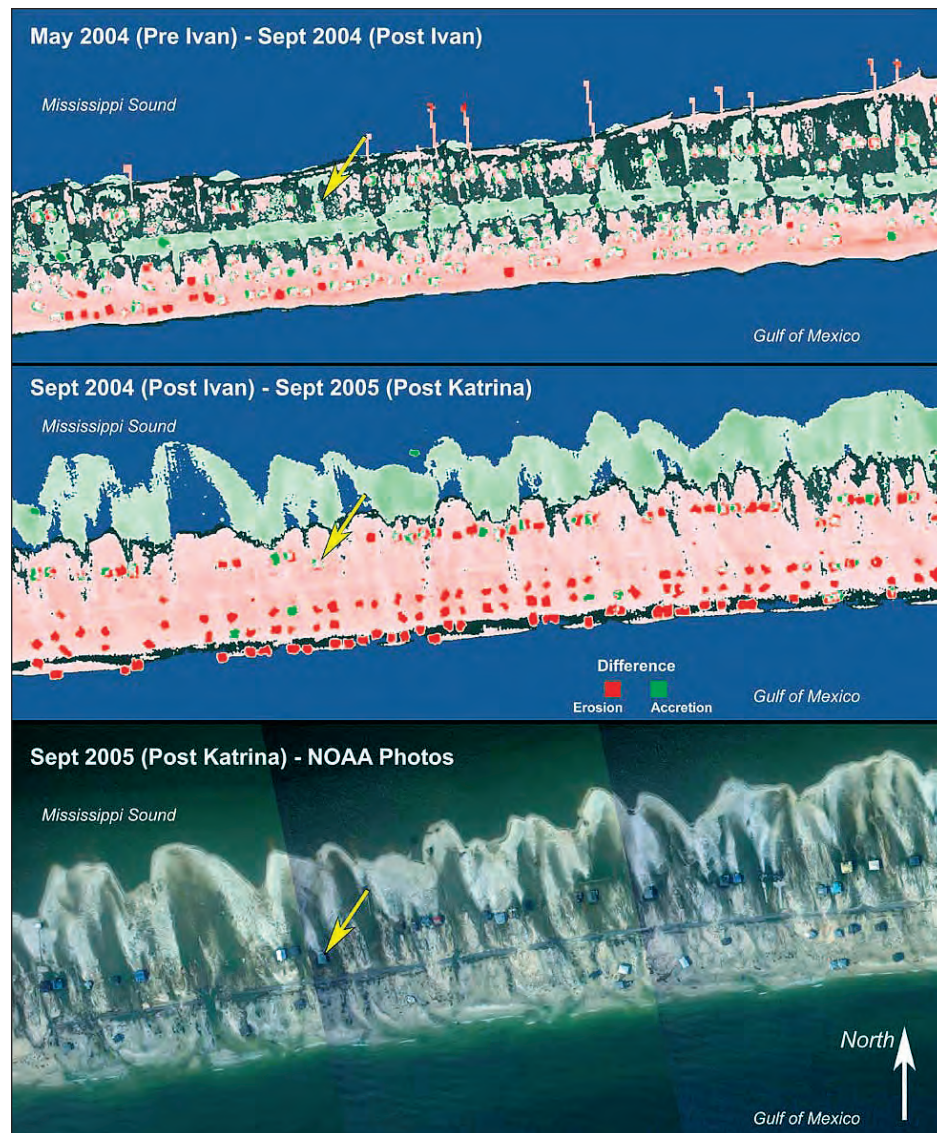 May 2004 (Pre Ivan) - Sept 2004 (Post Ivan)
Mississippi Sound
Gulf of Mexico
Sept 2004 (Post Ivan) - Sept 2005 (Post Katrina)
Mississippi Sound
Difference
Erosion Accretion
Gulf of Mexico
Sept 2005 (Post Katrina) - NOAA Photos
Mississippi Sound
North
Gulf of Mexico